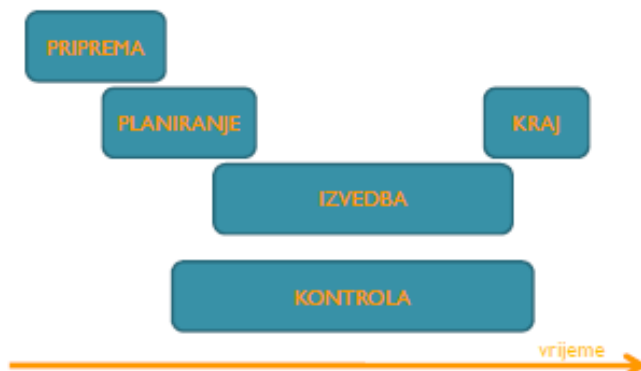 PRIPREMA
PLANIRANJE
KRAJ
IZVEDBA
KONTROLA
vrijeme